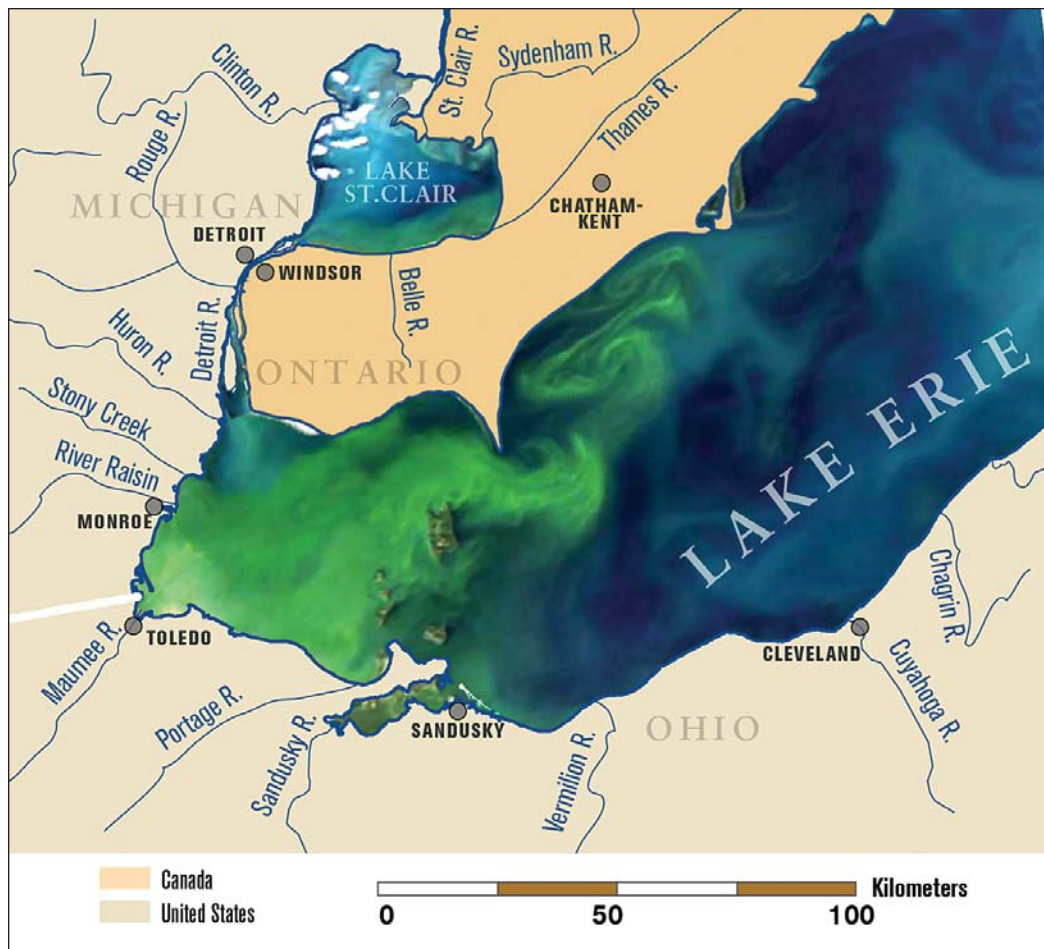 Clinton R.
St. Clair R.
Sydenham R.
Thames R.
Rouge R.
LAKE
ST.CLAIR
MICHIGAN
CHATHAM-
KENT
DETROIT
WINDSOR
Belle R.
Detroit R.
Huron R.
ONTARIO
Stony Creek
River Raisin
MONROE
LAKE ERIE
Maumee R.
TOLEDO
Portage R.
Sandusky R.
SANDUSKY
Vermilion R.
OHIO
CLEVELAND
Chagrin R.
Cuyahoga R.
Canada
United States
Kilometers
0
50
100